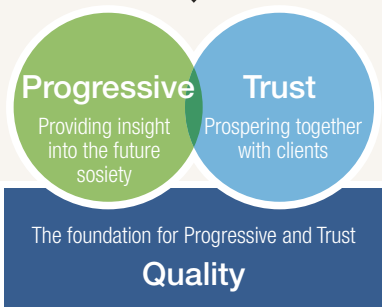 Progressive
Providing insight
into the future
sosiety
Trust
Prospering together
with clients
The foundation for Progressive and Trust
Quality